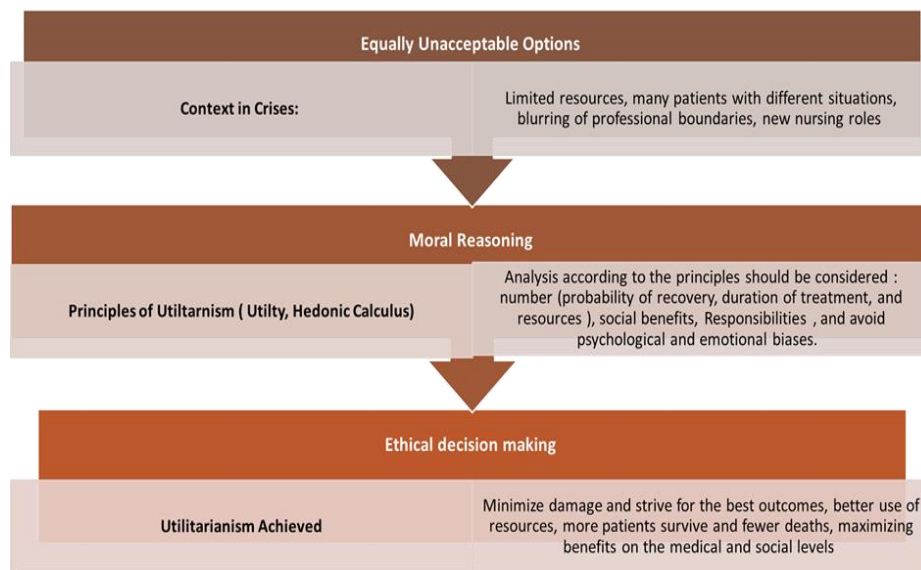 Equally Unacceptable Options
Context in Crises:
Limited resources, many patients with different situations,
blurring of professional boundaries, new nursing roles
Moral Reasoning
Principles of Utiltarnism ( Utilty, Hedonic Calculus)
Analysis according to the principles should be considered :
number (probability of recovery, duration of treatment, and
resources ), social benefits, Responsibilities , and avoid
psychological and emotional biases.
Ethical decision making
Utilitarianism Achieved
Minimize damage and strive for the best outcomes, better use of
resources, more patients survive and fewer deaths, maximizing
benefits on the medical and social levels